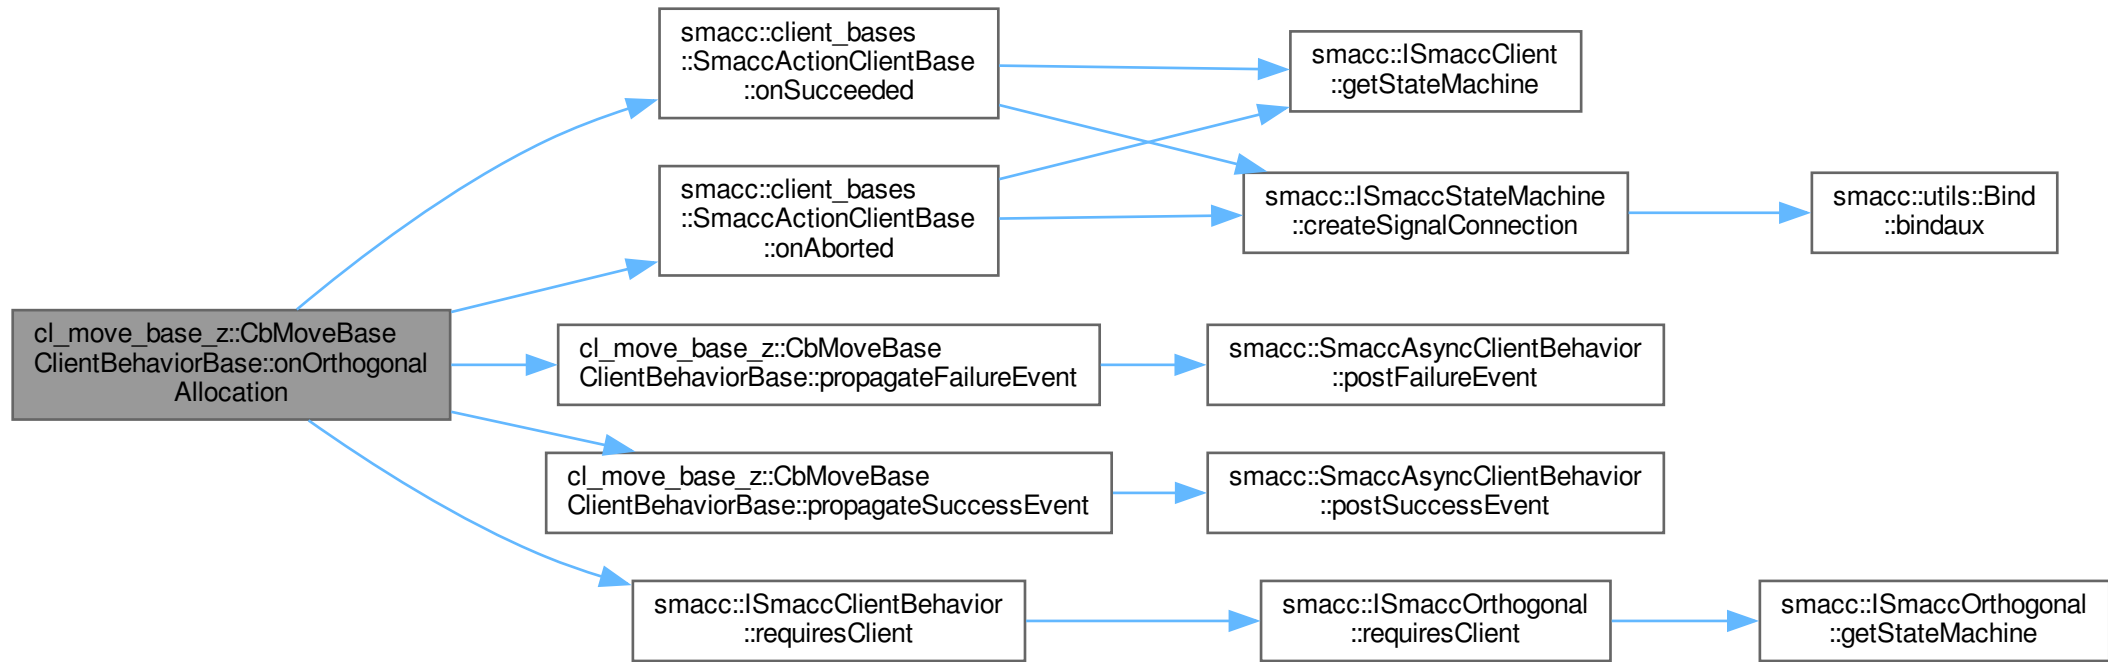 smacc::client_bases
::SmaccActionClientBase
::onSucceeded
smacc::ISmaccClient
::getStateMachine
smacc::client_bases
::SmaccActionClientBase
::onAborted
smacc::ISmaccStateMachine
::createSignalConnection
smacc::utils::Bind
::bindaux
cl_move_base_z::CbMoveBase
ClientBehaviorBase::onOrthogonal
Allocation
cl_move_base_z::CbMoveBase
ClientBehaviorBase::propagateFailureEvent
smacc::SmaccAsyncClientBehavior
::postFailureEvent
cl_move_base_z::CbMoveBase
ClientBehaviorBase::propagateSuccessEvent
smacc::SmaccAsyncClientBehavior
::postSuccessEvent
smacc::ISmaccClientBehavior
::requiresClient
smacc::ISmaccOrthogonal
::requiresClient
smacc::ISmaccOrthogonal
::getStateMachine